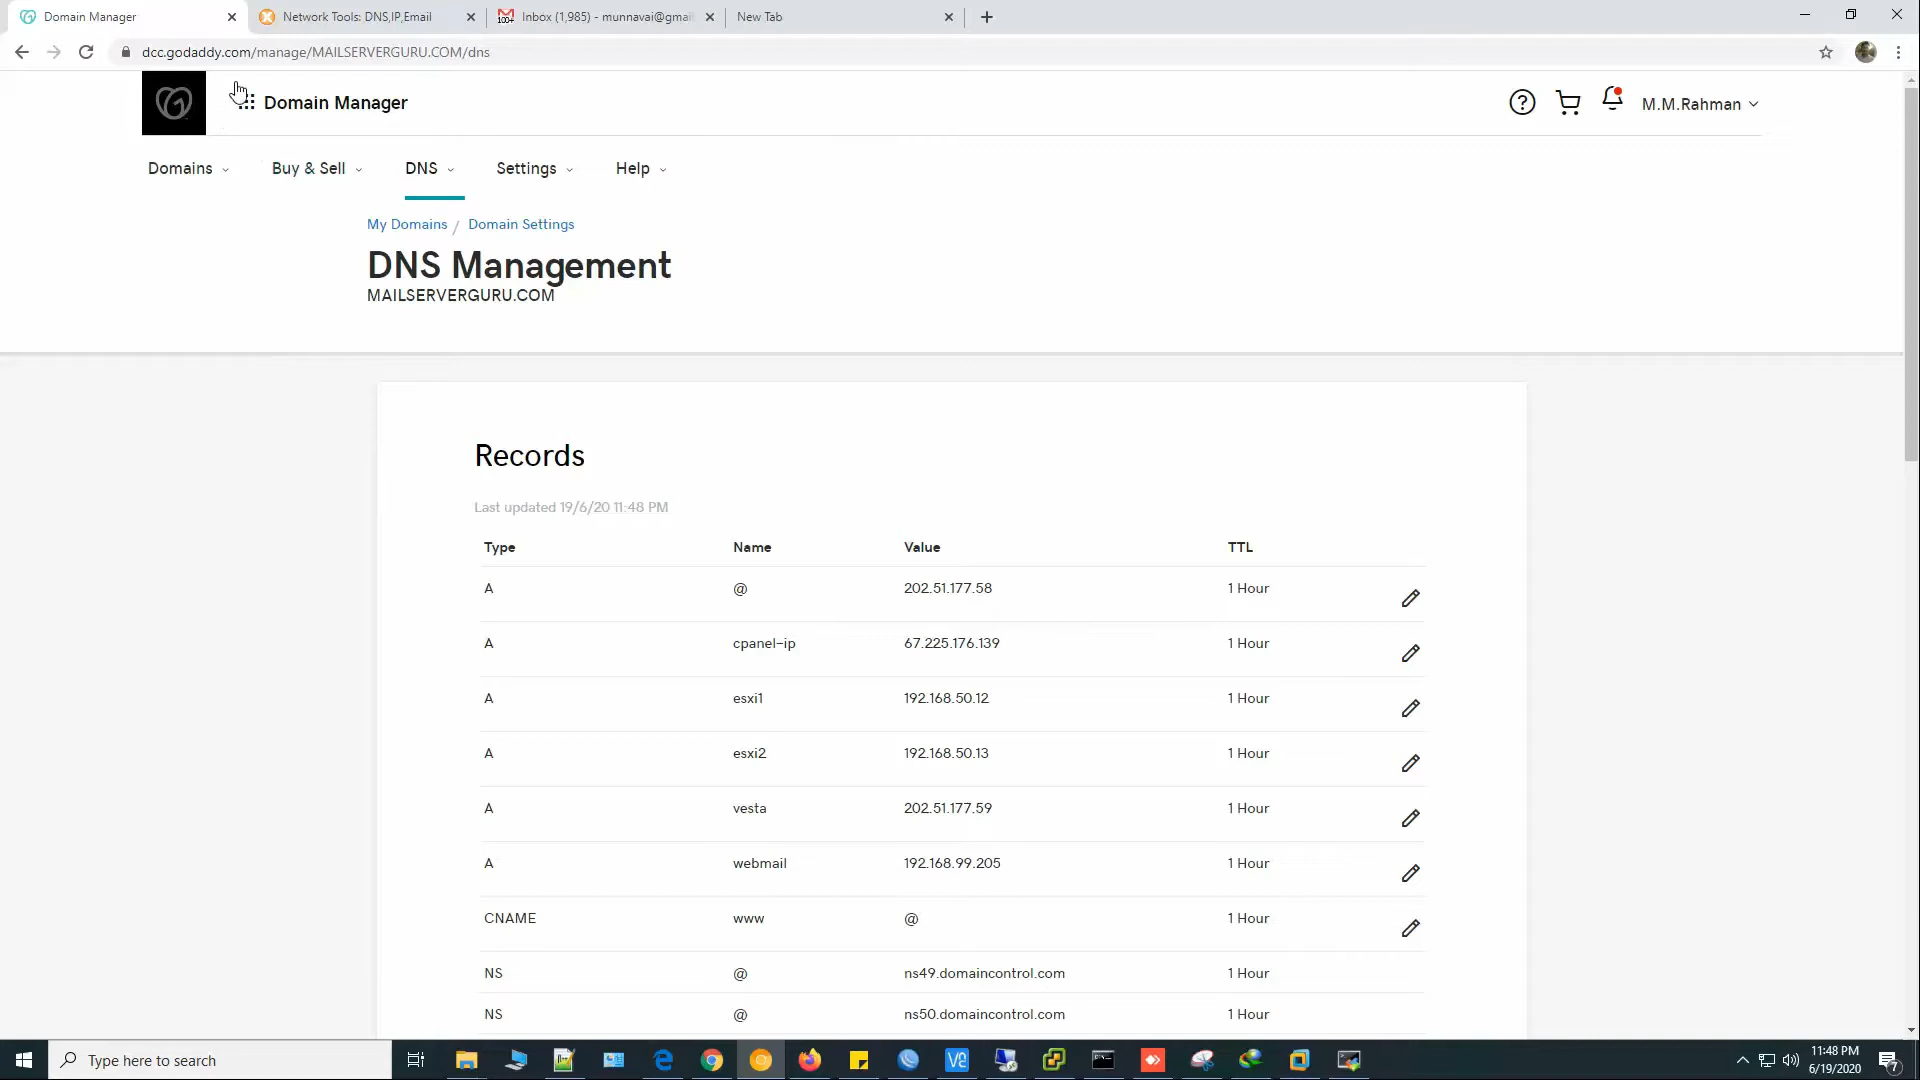 Domain Manager
Network Tools: DNS,IP,Email
100+
Inbox (1,985) - munnavai@gmai
New Tab
dcc.godaddy.com/manage/MAILSERVERGURU.COM/dns
Domain Manager
M.M.Rahman
Domains
Buy & Sell
DNS
Settings
Help
My Domains / Domain Settings
DNS Management
MAILSERVERGURU.COM
Records
Last updated 19/6/20 11:48 PM
Type Name Value TTL
A @ 202.51.177.58 1 Hour
A cpanel-ip 67.225.176.139 1 Hour
A esxi1 192.168.50.12 1 Hour
A esxi2 192.168.50.13 1 Hour
A vesta 202.51.177.59 1 Hour
A webmail 192.168.99.205 1 Hour
CNAME www @ 1 Hour
NS @ ns49.domaincontrol.com 1 Hour
NS @ ns50.domaincontrol.com 1 Hour
Type here to search
11:48 PM
6/19/2020
7